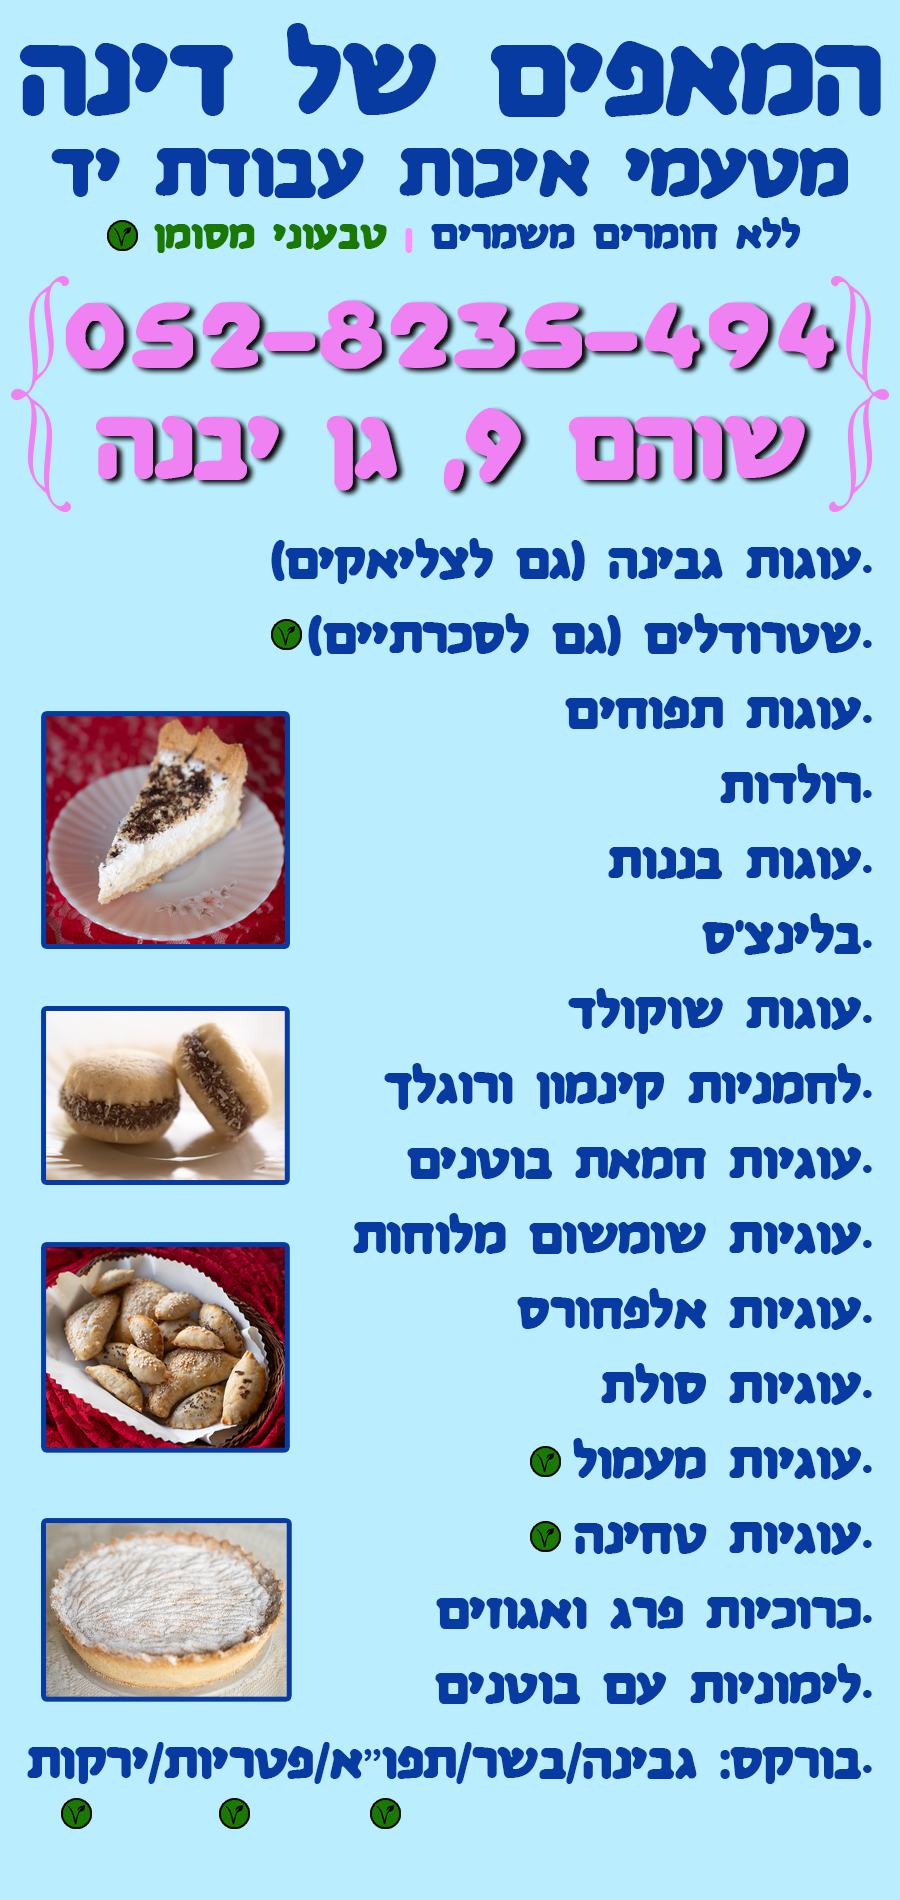 המאפים של דינה
מטעמי איכות עבודת יד
ללא חומרים משמרים | טבעוני מסומן
052-8235-494
שוהם 9, גן יבנה
.עוגות גבינה (גם לצליאקים)
.שטרודלים (גם לסכרתיים)
.עוגות תפוחים
.רולדות
.עוגות בננות
.בלינצ'ס
.עוגות שוקולד
.לחמניות קינמון ורוגלך
.עוגיות חמאת בוטנים
.עוגיות שומשום מלוחות
.עוגיות אלפחורס
.עוגיות סולת
.עוגיות מעמול
.עוגיות טחינה
.כרוכיות פרג ואגוזים
.לימוניות עם בוטנים
.בורקס: גבינה/בשר/תפו"א/פטריות/ירקות